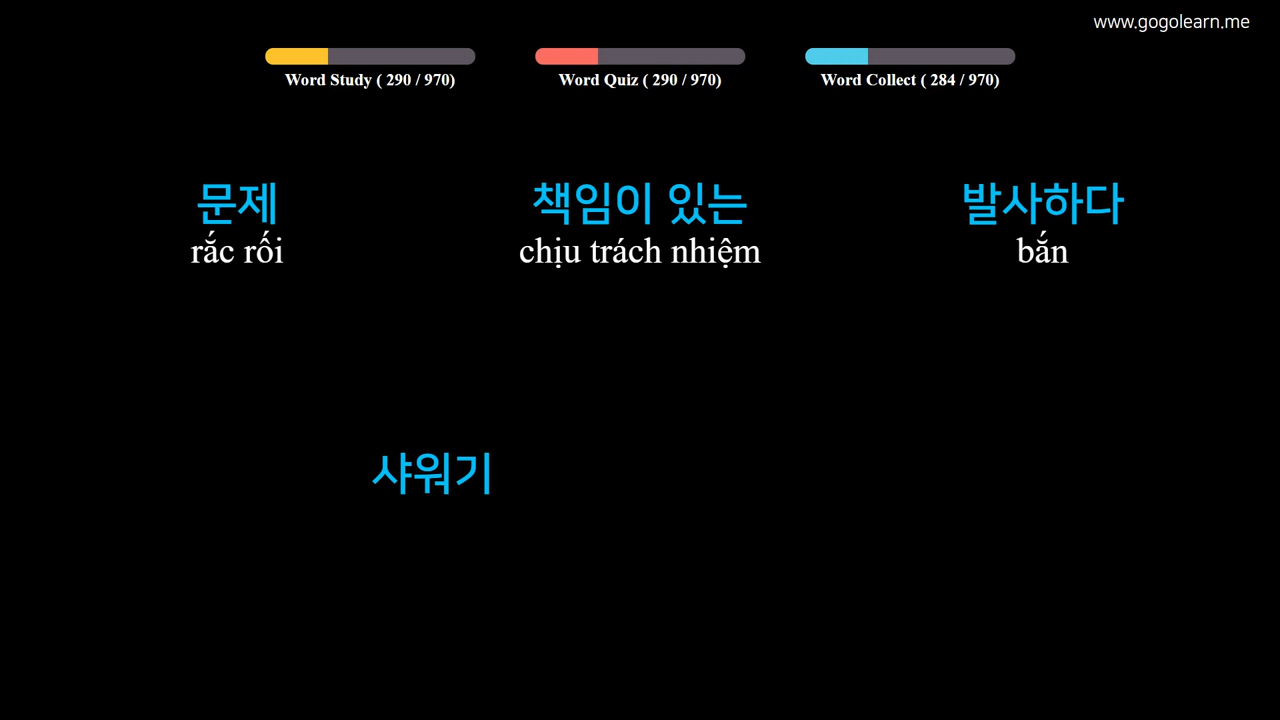 www.gogolearn.me
Word Study ( 290 / 970)
Word Quiz ( 290 / 970)
Word Collect ( 284 / 970)
문제
rắc rối
책임이 있는
chịu trách nhiệm
발사하다
bắn
샤워기